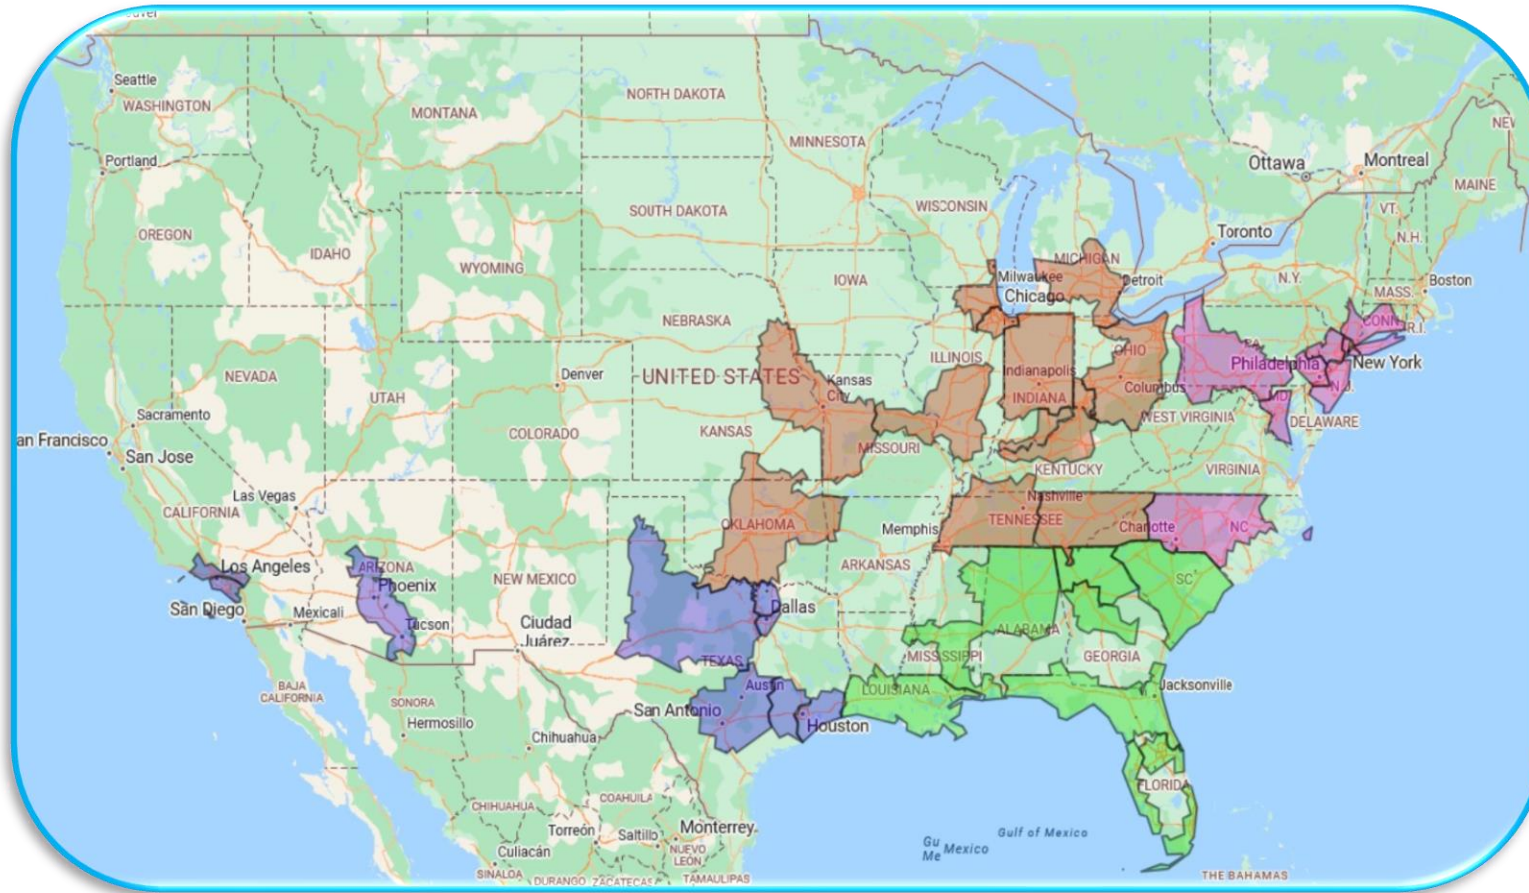 Seattle
WASHINGTON
MONTANA
NORTH DAKOTA
MINNESOTA
Ottawa
Montreal
MAINE
Portland
OREGON
IDAHO
WYOMING
SOUTH DAKOTA
WISCONSIN
MICHIGAN
Toronto
VT.
N.H.
N.Y.
MASS.
Boston
CONN.
R.I.
Milwaukee
Detroit
Chicago
IOWA
NEBRASKA
ILLINOIS
OHIO
PA.
Philadelphia
New York
N.J.
NEVADA
UTAH
Denver
UNITED STATES
Kansas
City
Indianapolis
INDIANA
Columbus
MD.
DELAWARE
WEST VIRGINIA
Sacramento
an Francisco
San Jose
COLORADO
KANSAS
MISSOURI
KENTUCKY
VIRGINIA
Las Vegas
CALIFORNIA
OKLAHOMA
Nashville
TENNESSEE
Memphis
Charlotte
NC
Los Angeles
ARIZONA
Phoenix
NEW MEXICO
ARKANSAS
SC
San Diego
Mexicali
Tucson
Ciudad
Juárez
Dallas
TEXAS
MISSISSIPPI
ALABAMA
GEORGIA
BAJA
CALIFORNIA
SONORA
Hermosillo
Chihuahua
San Antonio
Austin
Houston
LOUISIANA
Jacksonville
FLORIDA
CHIHUAHUA
COAHUILA
Torreón
Saltillo
Monterrey
NUEVO
LEÓN
Culiacán
SINALOA
DURANGO
ZACATECAS
TAMAULIPAS
Gu
Me
Mexico
Gulf of Mexico
THE BAHAMAS